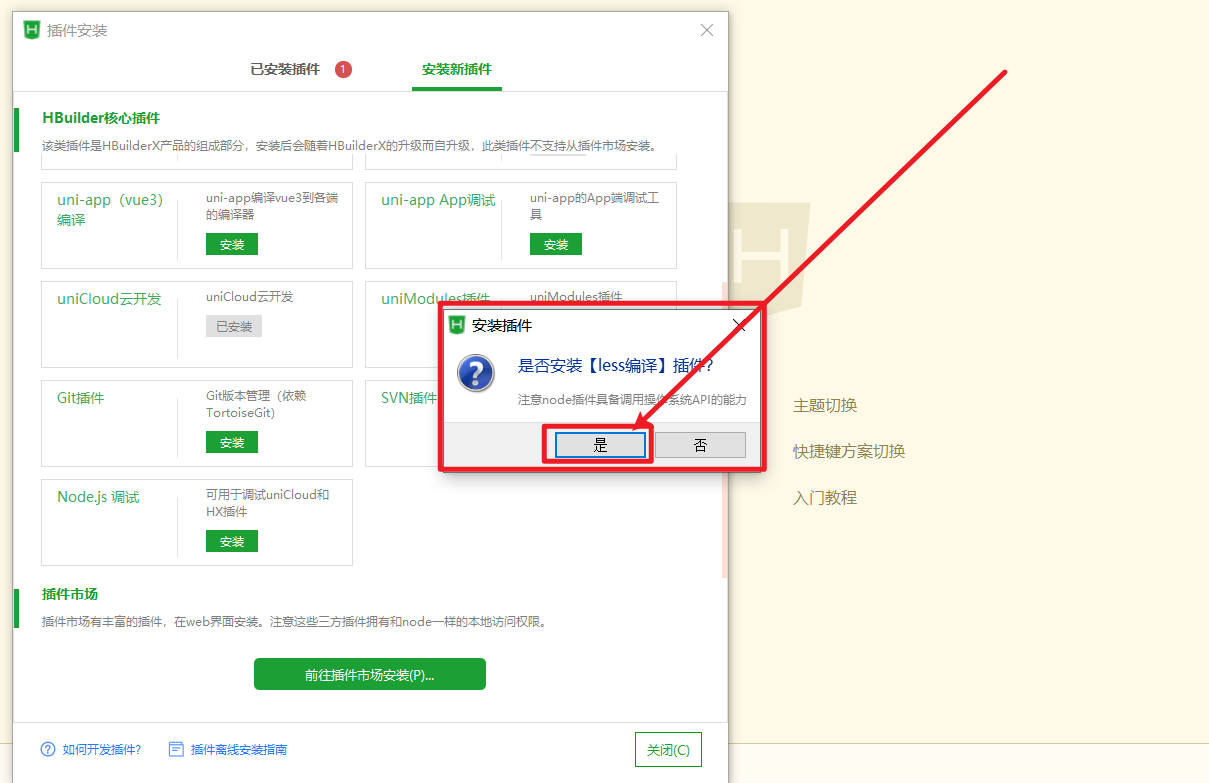 插件安装
已安装插件 1
安装新插件
HBuilder核心插件
该类插件是HBuilderX产品的组成部分，安装后会随着HBuilderX的升级而自升级，此类插件不支持从插件市场安装。
uni-app（vue3）
编译
uni-app编译vue3到各端
的编译器
安装
uni-app App调试
uni-app的App端调试工
具
安装
uniCloud云开发
uniCloud云开发
已安装
uniModules插件
uniModules插件
Git插件
Git版本管理（依赖
TortoiseGit）
安装
SVN插件
Node.js 调试
可用于调试uniCloud和
HX插件
安装
安装插件
是否安装【less编译】插件?
注意node插件具备调用操作系统API的能力
是
否
插件市场
插件市场有丰富的插件，在web界面安装。注意这些三方插件拥有和node一样的本地访问权限。
前往插件市场安装(P)...
如何开发插件?
插件离线安装指南
关闭(C)
H
主题切换
快捷键方案切换
入门教程